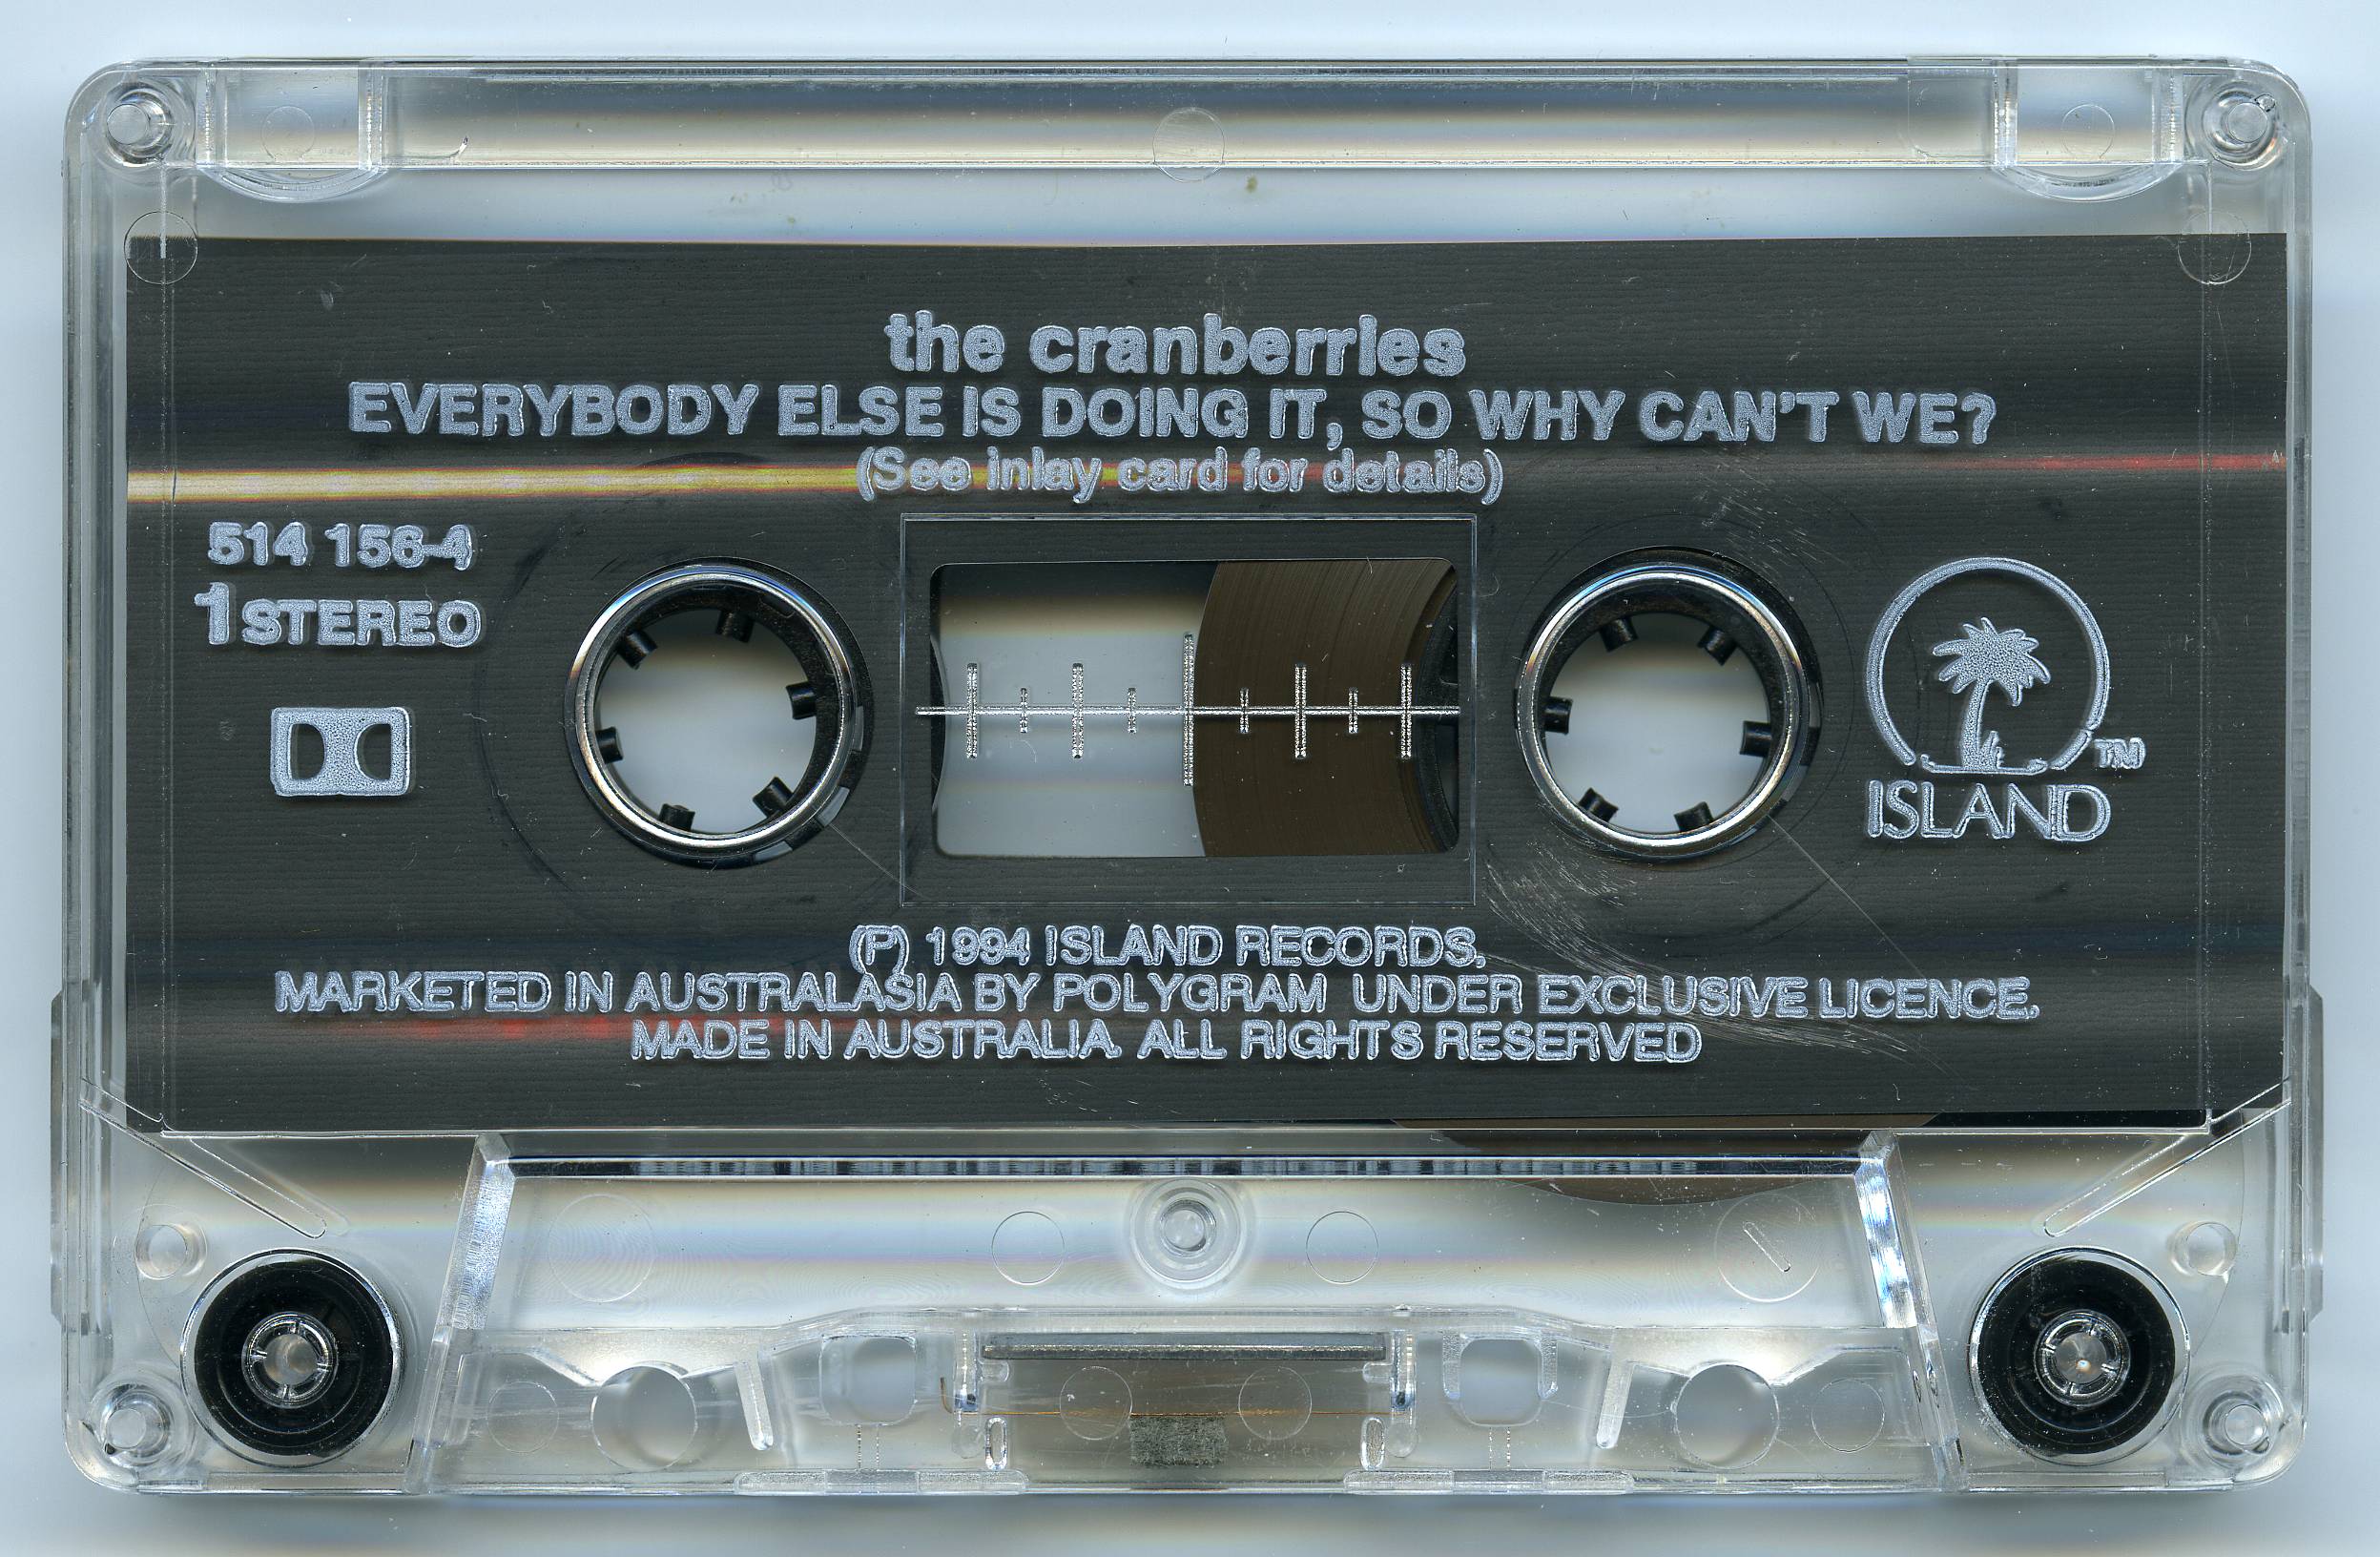 the cranberries
EVERYBODY ELSE IS DOING IT, SO WHY CAN'T WE?
(See inlay card for details)
514 156-4
1 STEREO
TM
ISLAND
(P) 1994 ISLAND RECORDS.
MARKETED IN AUSTRALASIA BY POLYGRAM UNDER EXCLUSIVE LICENCE.
MADE IN AUSTRALIA. ALL RIGHTS RESERVED